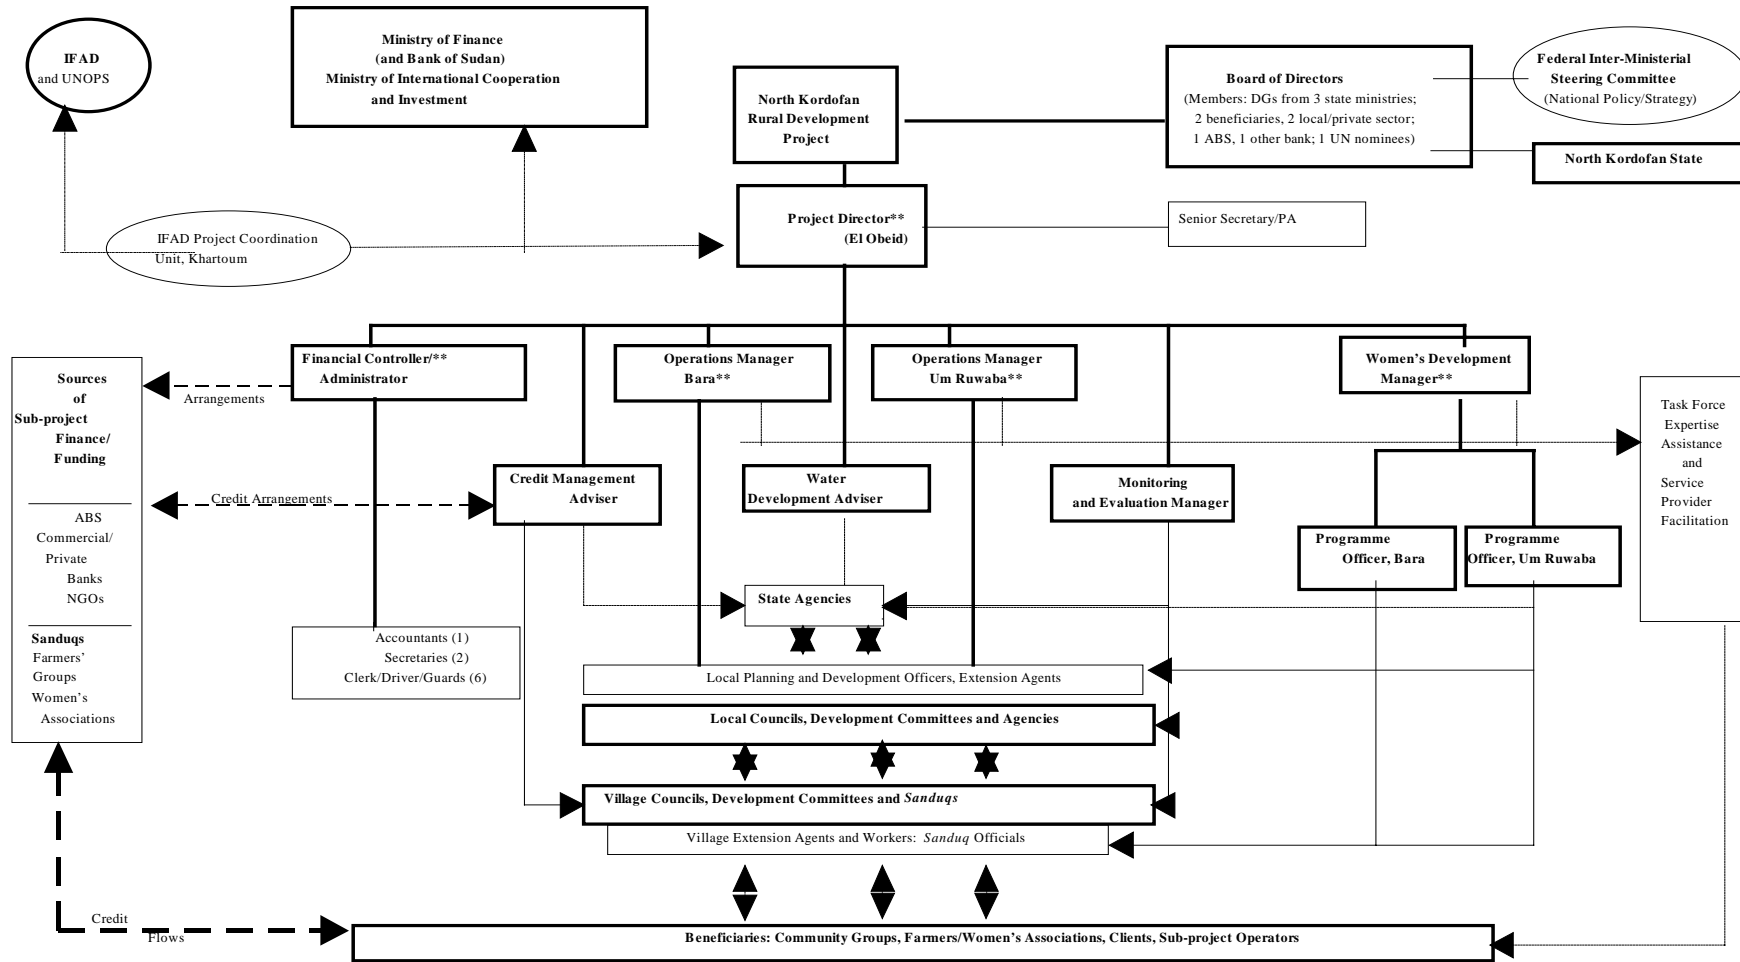 IFAD
and UNOPS
Ministry of Finance
(and Bank of Sudan)
Ministry of International Cooperation
and Investment
North Kordofan
Rural Development
Project
Board of Directors
(Members: DGs from 3 state ministries;
2 beneficiaries, 2 local/private sector;
1 ABS, 1 other bank; 1 UN nominees)
Federal Inter-Ministerial
Steering Committee
(National Policy/Strategy)
North Kordofan State
Project Director**
(El Obeid)
Senior Secretary/PA
IFAD Project Coordination
Unit, Khartoum
Financial Controller/**
Administrator
Operations Manager
Bara**
Operations Manager
Um Ruwaba**
Women's Development
Manager**
Sources
of
Sub-project
Finance/
Funding
Arrangements
Task Force
Expertise
Assistance
and
Service
Provider
Facilitation
Credit Arrangements
Credit Management
Adviser
Water
Development Adviser
Monitoring
and Evaluation Manager
ABS
Commercial/
Private
Banks
NGOs
Programme
Officer, Bara
Programme
Officer, Um Ruwaba
State Agencies
Sanduqs
Farmers'
Groups
Women's
Associations
Accountants (1)
Secretaries (2)
Clerk/Driver/Guards (6)
Local Planning and Development Officers, Extension Agents
Local Councils, Development Committees and Agencies
Village Councils, Development Committees and Sanduqs
Village Extension Agents and Workers: Sanduq Officials
Credit
Flows
Beneficiaries: Community Groups, Farmers/Women's Associations, Clients, Sub-project Operators